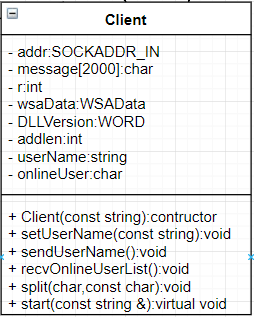 Client
- addr:SOCKADDR_IN
- message[2000]:char
- r:int
- wsaData:WSAData
- DLLVersion:WORD
- addlen:int
- userName:string
- onlineUser:char
+ Client(const string):contructor
+ setUserName(const string):void
+ sendUserName():void
+ recvOnlineUserList():void
+ split(char,const char):void
+ start(const string &):virtual void